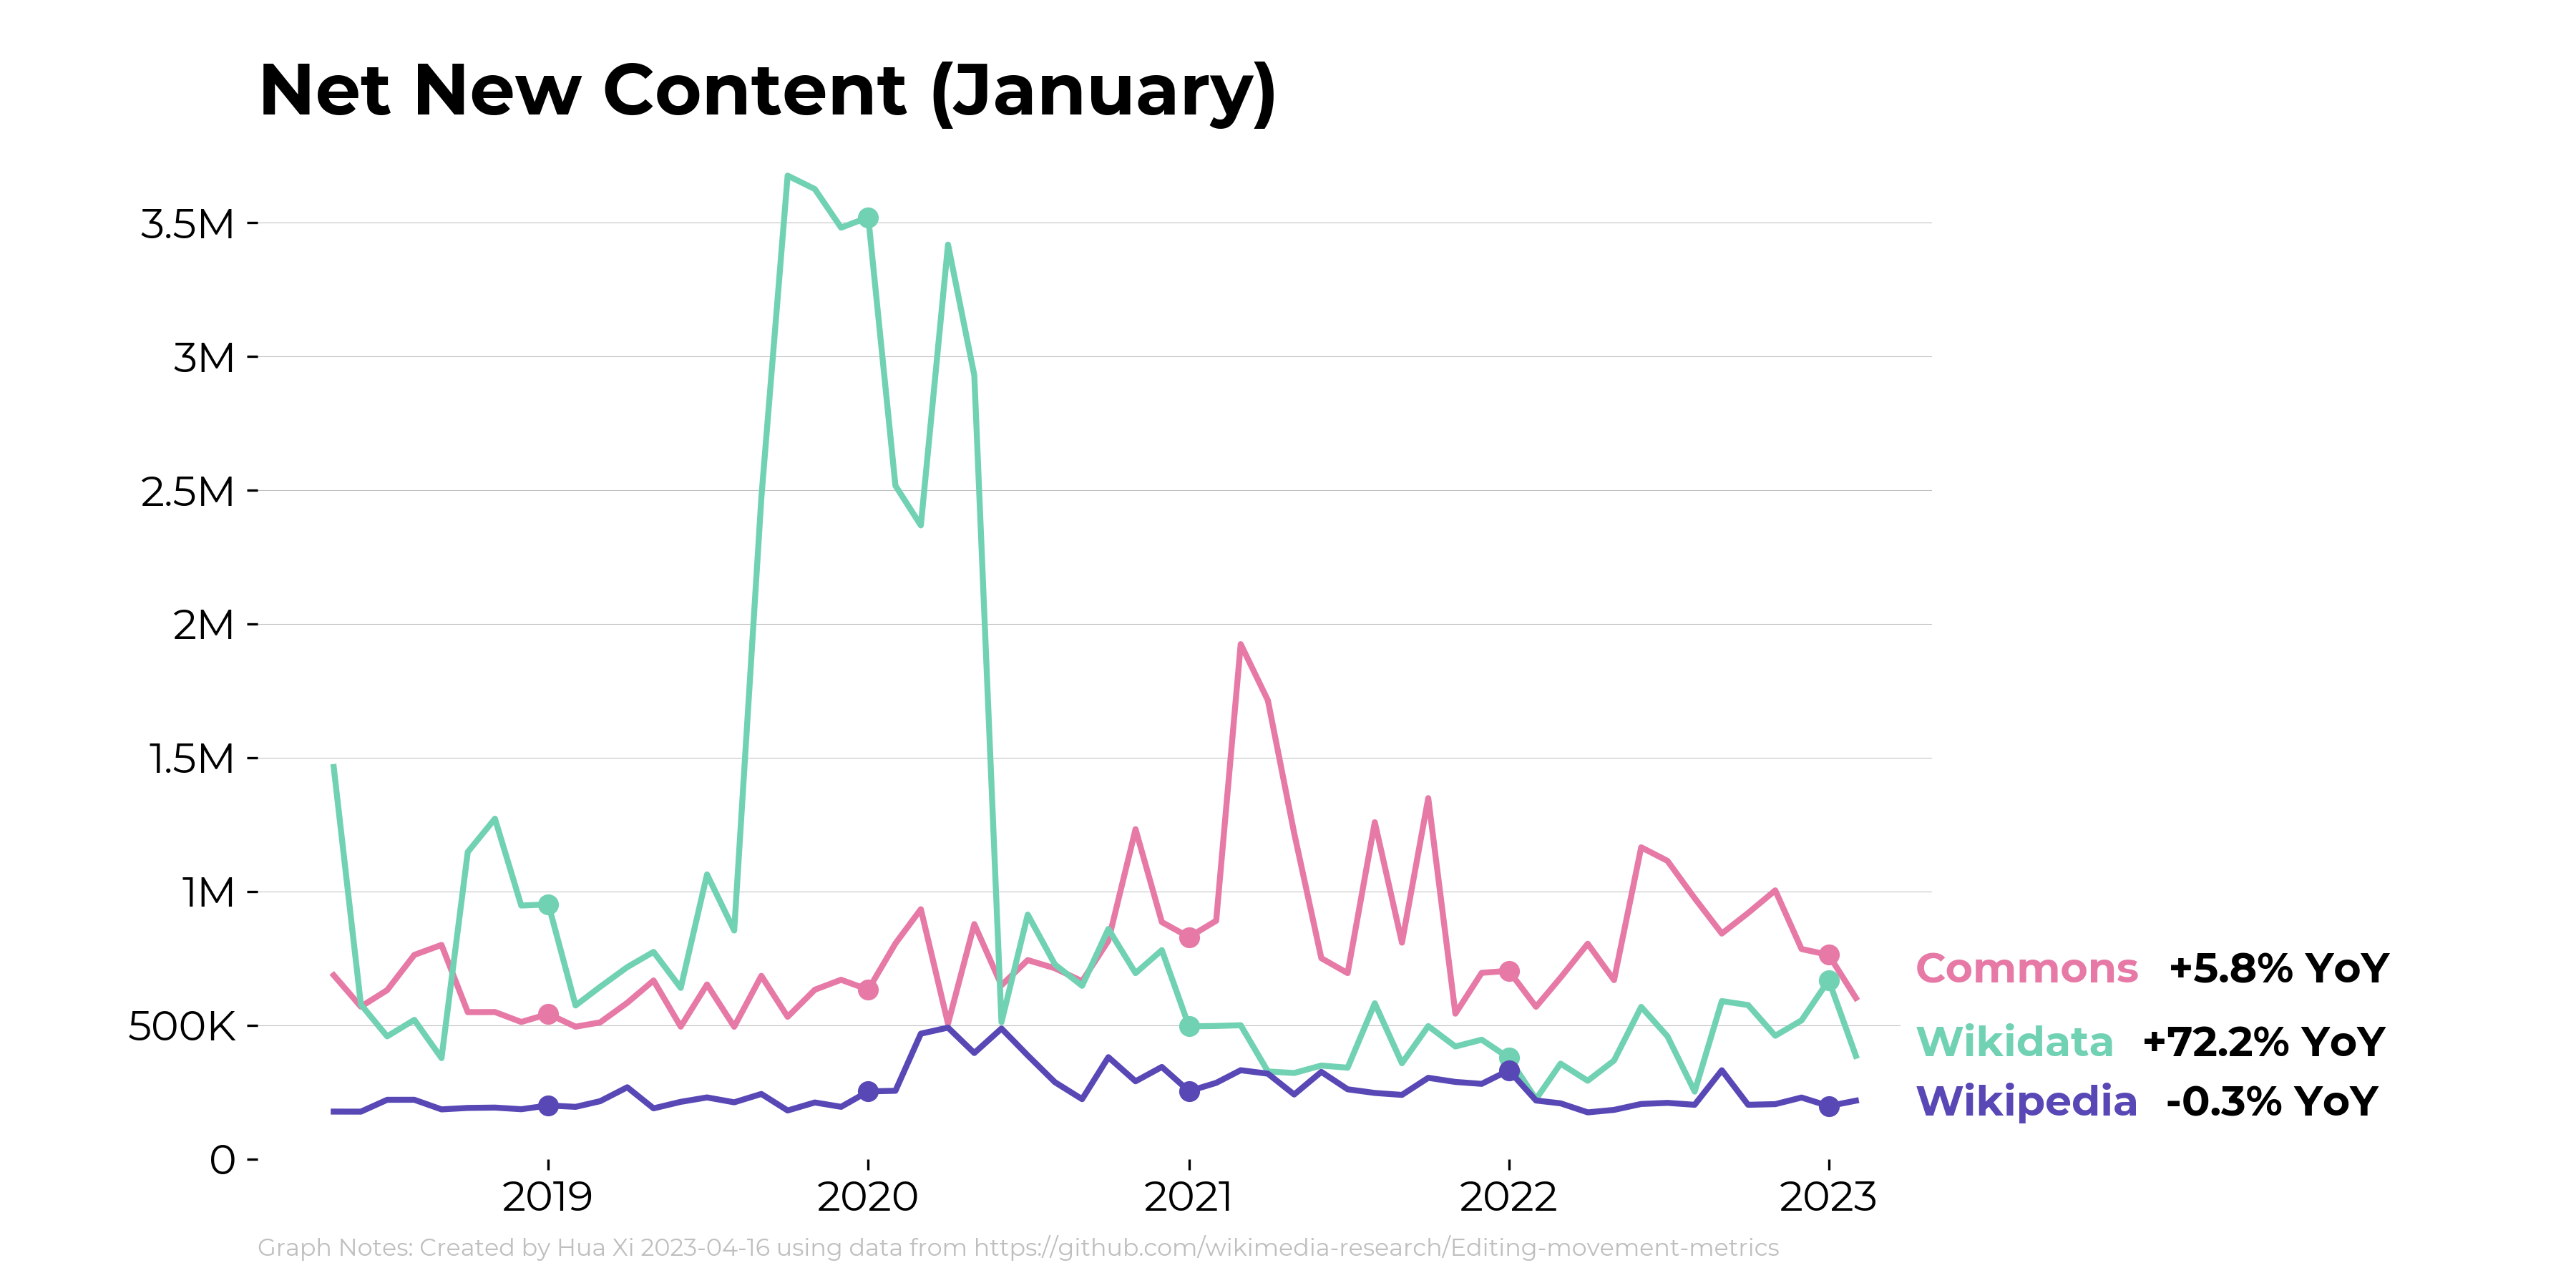 Net New Content (January)
3.5M
3M
2.5M
2M
1.5M
1M
500K
0
Commons +5.8% YoY
Wikidata +72.2% YoY
Wikipedia -0.3% YoY
2019 2020 2021 2022 2023
Graph Notes: Created by Hua Xi 2023-04-16 using data from https://github.com/wikimedia-research/Editing-movement-metrics